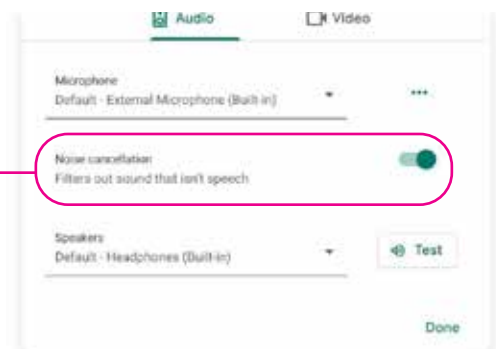 Audio
Video
Microphone
Default - External Microphone (Built-in)
Noise cancellation
Filters out sound that isn't speech
Speakers
Default - Headphones (Built-in)
Test
Done